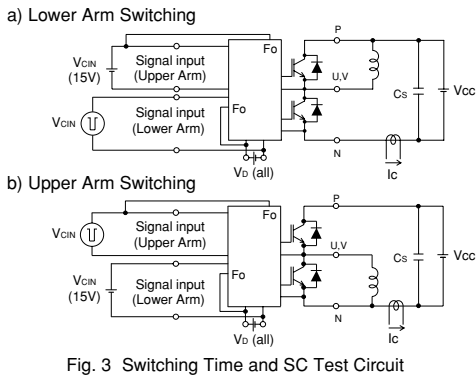 a) Lower Arm Switching
Fo
P
VCIN
(15V)
Signal input
(Upper Arm)
U,V
CS
Vcc
VCIN
Signal input
(Lower Arm)
Fo
N
VD (all)
Ic
b) Upper Arm Switching
Fo
P
VCIN
Signal input
(Upper Arm)
U,V
CS
Vcc
VCIN
(15V)
Signal input
(Lower Arm)
Fo
N
VD (all)
Ic
Fig. 3 Switching Time and SC Test Circuit